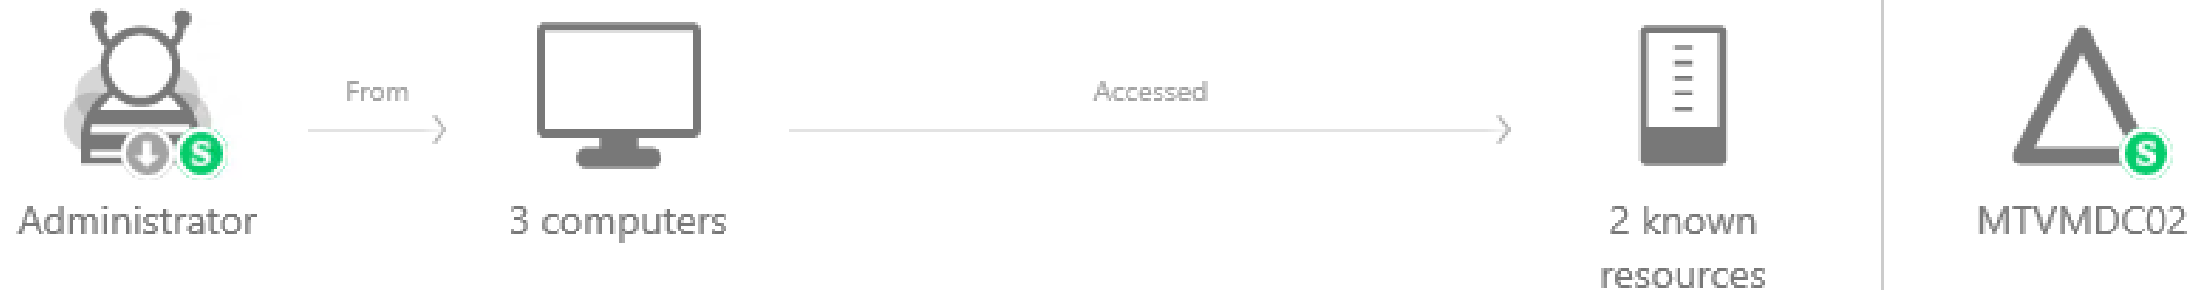 From
Accessed
S
S
Administrator
3 computers
2 known
resources
MTVMDC02